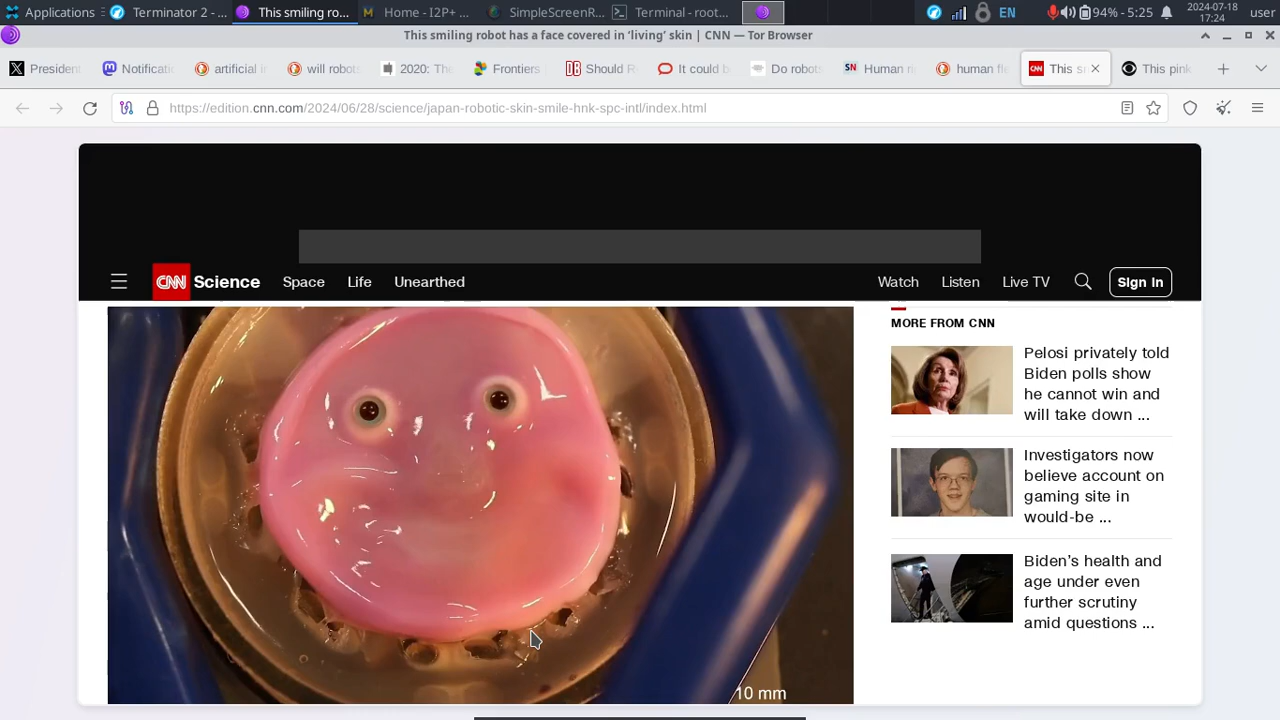 Applications
Terminator 2 - ...
This smiling ro...
Home - I2P+ ...
SimpleScreenR...
Terminal - root...
EN
94% - 5:25
2024-07-18
17:24
user
This smiling robot has a face covered in ‘living’ skin | CNN — Tor Browser
President
Notificati
artificial i
will robots
2020: The
Frontiers
Should R
It could b
Do robot
Human r
human fle
This s
This pink
https://edition.cnn.com/2024/06/28/science/japan-robotic-skin-smile-hnk-spc-intl/index.html
CNN Science
Space
Life
Unearthed
Watch
Listen
Live TV
Sign In
MORE FROM CNN
Pelosi privately told
Biden polls show
he cannot win and
will take down ...
Investigators now
believe account on
gaming site in
would-be ...
Biden’s health and
age under even
further scrutiny
amid questions ...
10 mm